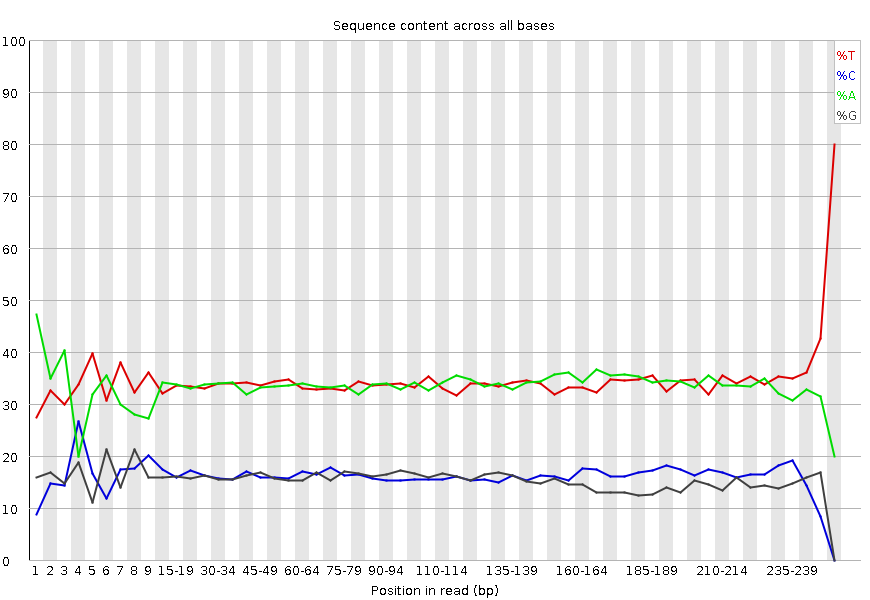 Sequence content across all bases
100
90
80
70
60
50
40
30
20
10
0
%T
%C
%A
%G
1 2 3 4 5 6 7 8 9 15-19 30-34 45-49 60-64 75-79 90-94 110-114 135-139 160-164 185-189 210-214 235-239
Position in read (bp)